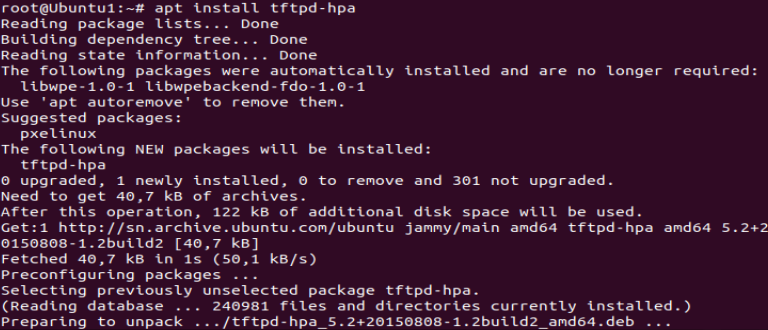 root@Ubuntu1:~# apt install tftpd-hpa
Reading package lists... Done
Building dependency tree... Done
Reading state information... Done
The following packages were automatically installed and are no longer required:
  libwpe-1.0-1 libwpebackend-fdo-1.0-1
Use 'apt autoremove' to remove them.
Suggested packages:
  pxelinux
The following NEW packages will be installed:
  tftpd-hpa
0 upgraded, 1 newly installed, 0 to remove and 301 not upgraded.
Need to get 40,7 kB of archives.
After this operation, 122 kB of additional disk space will be used.
Get:1 http://sn.archive.ubuntu.com/ubuntu jammy/main amd64 tftpd-hpa amd64 5.2+2
0150808-1.2build2 [40,7 kB]
Fetched 40,7 kB in 1s (50,1 kB/s)
Preconfiguring packages ...
Selecting previously unselected package tftpd-hpa.
(Reading database ... 240981 files and directories currently installed.)
Preparing to unpack .../tftpd-hpa_5.2+20150808-1.2build2_amd64.deb ...